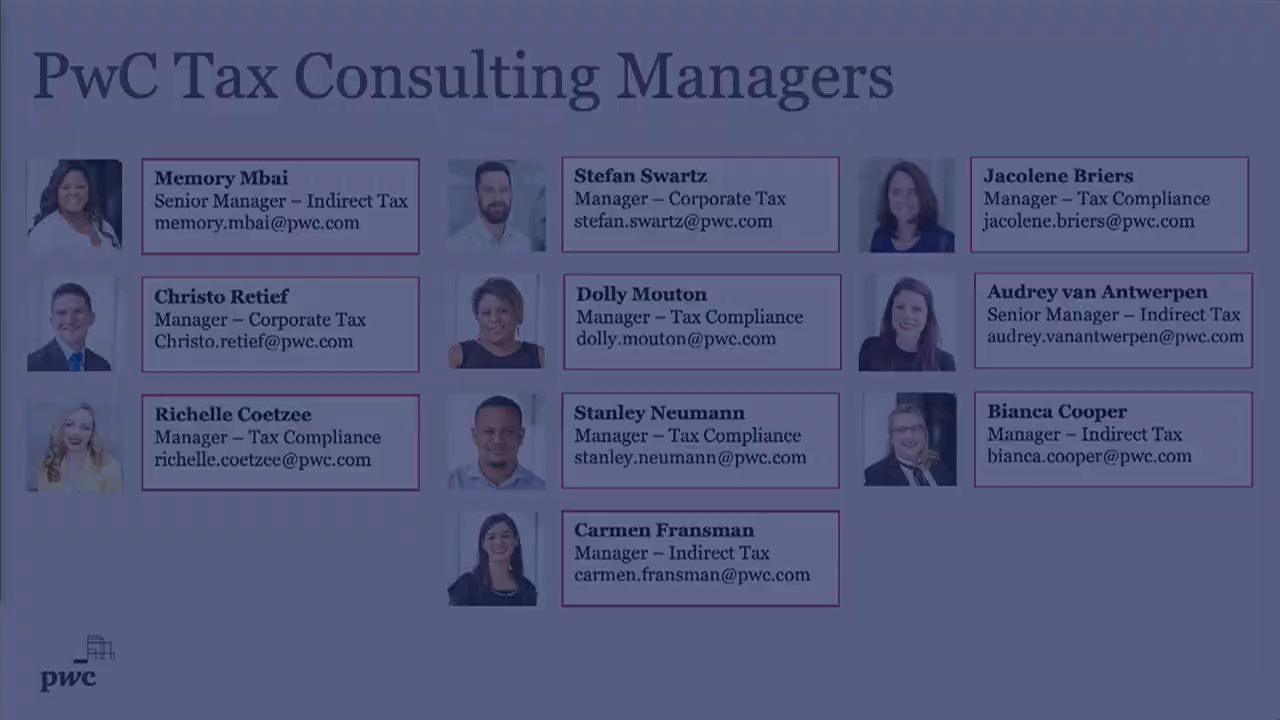 PwC Tax Consulting Managers
Memory Mbai
Senior Manager – Indirect Tax
memory.mbai@pwc.com
Stefan Swartz
Manager – Corporate Tax
stefan.swartz@pwc.com
Jacolene Briers
Manager – Tax Compliance
jacolene.briers@pwc.com
Christo Retief
Manager – Corporate Tax
Christo.retief@pwc.com
Dolly Mouton
Manager – Tax Compliance
dolly.mouton@pwc.com
Audrey van Antwerpen
Senior Manager – Indirect Tax
audrey.vanantwerpen@pwc.com
Richelle Coetzee
Manager – Tax Compliance
richelle.coetzee@pwc.com
Stanley Neumann
Manager – Tax Compliance
stanley.neumann@pwc.com
Bianca Cooper
Manager – Indirect Tax
bianca.cooper@pwc.com
Carmen Fransman
Manager – Indirect Tax
carmen.fransman@pwc.com
pwc